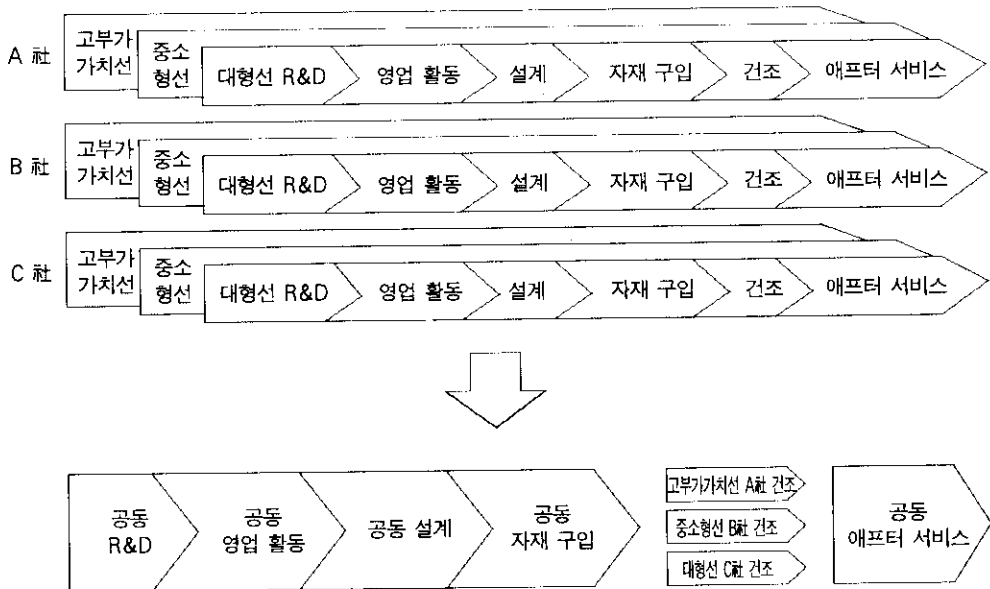 A 社
고부가
가치선
중소
형선
대형선 R&D
영업 활동
설계
자재 구입
건조
애프터 서비스
B 社
고부가
가치선
중소
형선
대형선 R&D
영업 활동
설계
자재 구입
건조
애프터 서비스
C 社
고부가
가치선
중소
형선
대형선 R&D
영업 활동
설계
자재 구입
건조
애프터 서비스
공동
R&D
공동
영업 활동
공동 설계
공동
자재 구입
고부가가치선 A社 건조
중소형선 B社 건조
대형선 C社 건조
공동
애프터 서비스